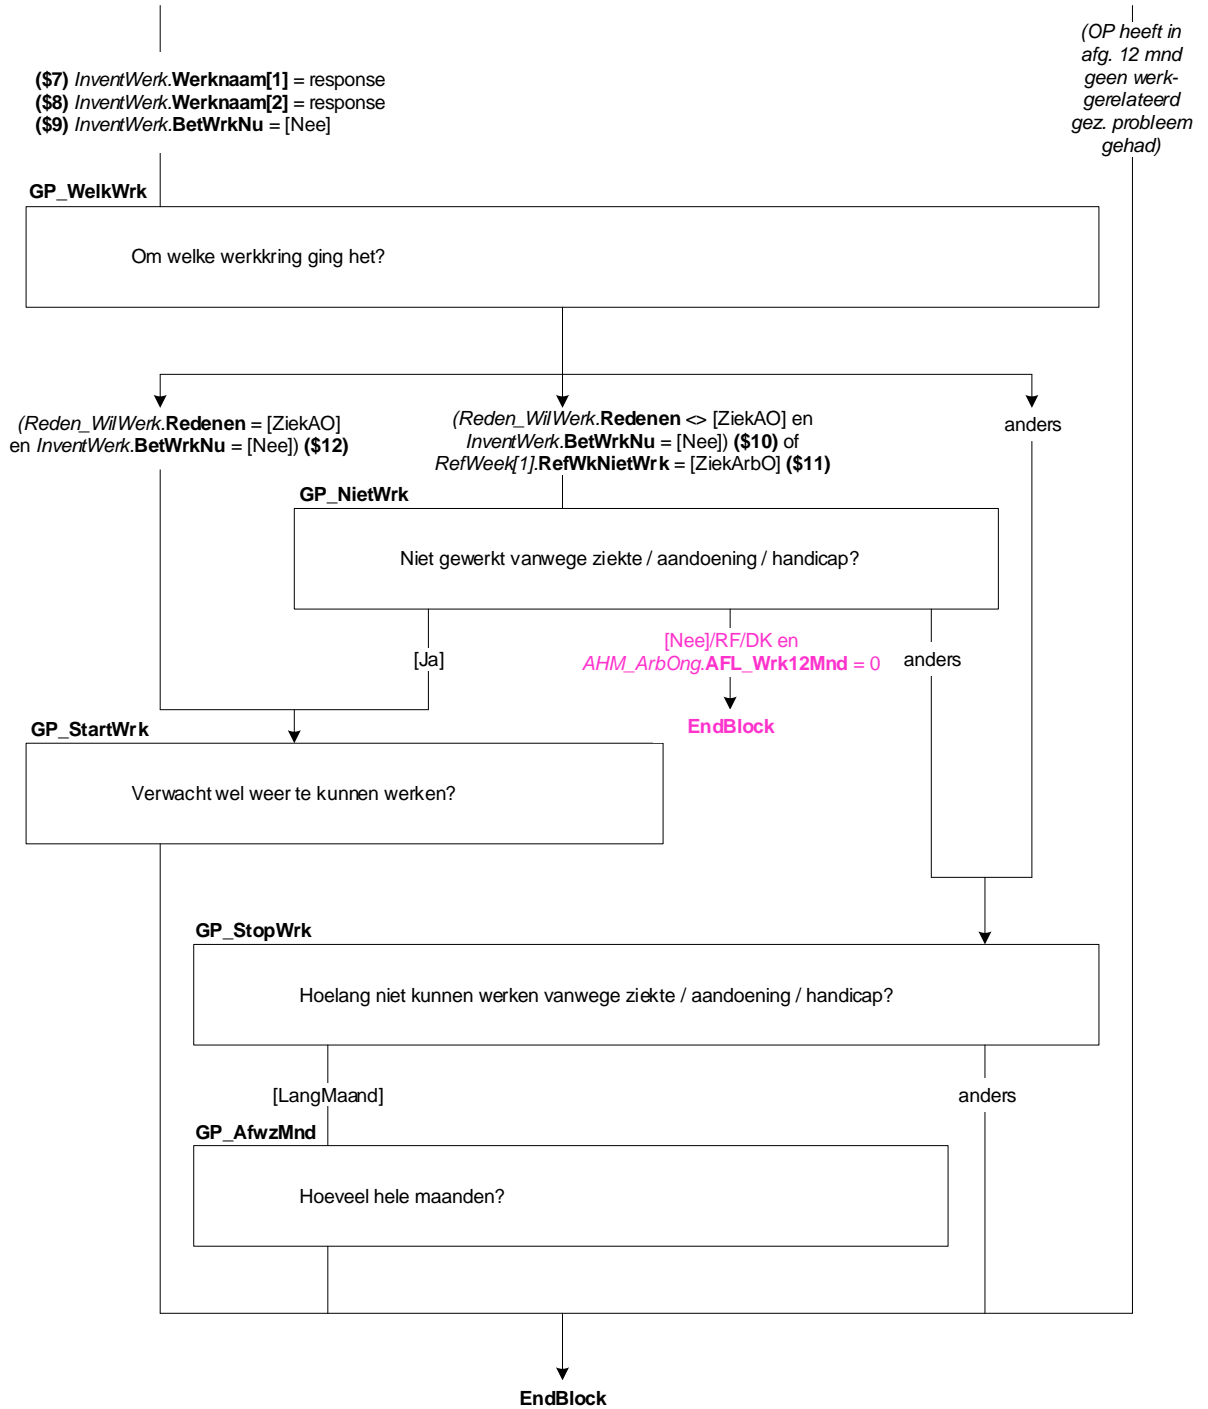 (OP heeft in
afg. 12 mnd
geen werk-
gerelateerd
gez. probleem
gehad)
($7) InventWerk.Werknaam[1] = response
($8) InventWerk.Werknaam[2] = response
($9) InventWerk.BetWrkNu = [Nee]
GP_WelkWrk
Om welke werkkring ging het?
(Reden_WilWerk.Redenen = [ZiekAO]
en InventWerk.BetWrkNu = [Nee]) ($12)
(Reden_WilWerk.Redenen <> [ZiekAO] en
InventWerk.BetWrkNu = [Nee]) ($10) of
RefWeek[1].RefWkNietWrk = [ZiekArbO] ($11)
anders
GP_NietWrk
Niet gewerkt vanwege ziekte / aandoening / handicap?
[Ja]
[Nee]/RF/DK en
AHM_ArbOng.AFL_Wrk12Mnd = 0
anders
EndBlock
GP_StartWrk
Verwacht wel weer te kunnen werken?
GP_StopWrk
Hoelang niet kunnen werken vanwege ziekte / aandoening / handicap?
[LangMaand]
anders
GP_AfwzMnd
Hoeveel hele maanden?
EndBlock